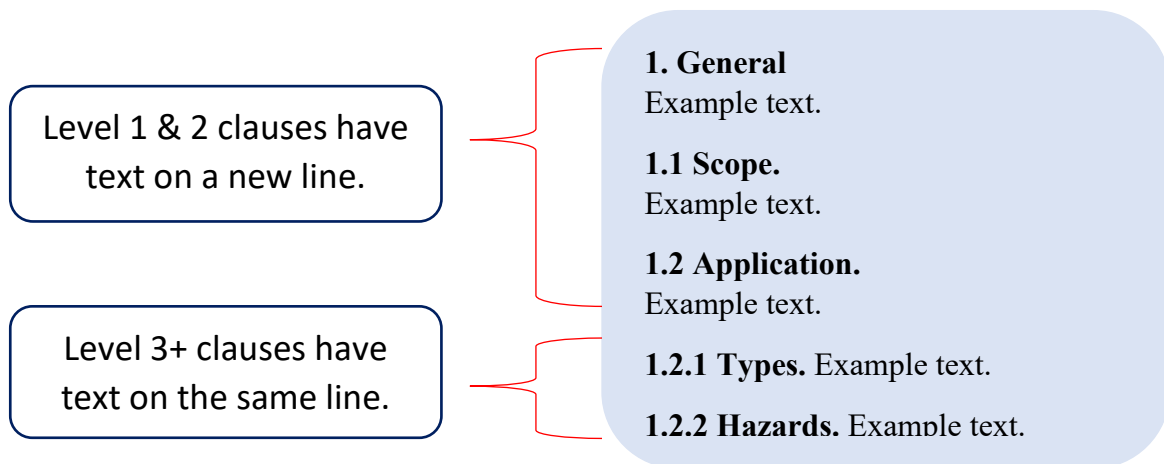 Level 1 & 2 clauses have
text on a new line.
Level 3+ clauses have
text on the same line.
1. General
Example text.
1.1 Scope.
Example text.
1.2 Application.
Example text.
1.2.1 Types. Example text.
1.2.2 Hazards. Example text.